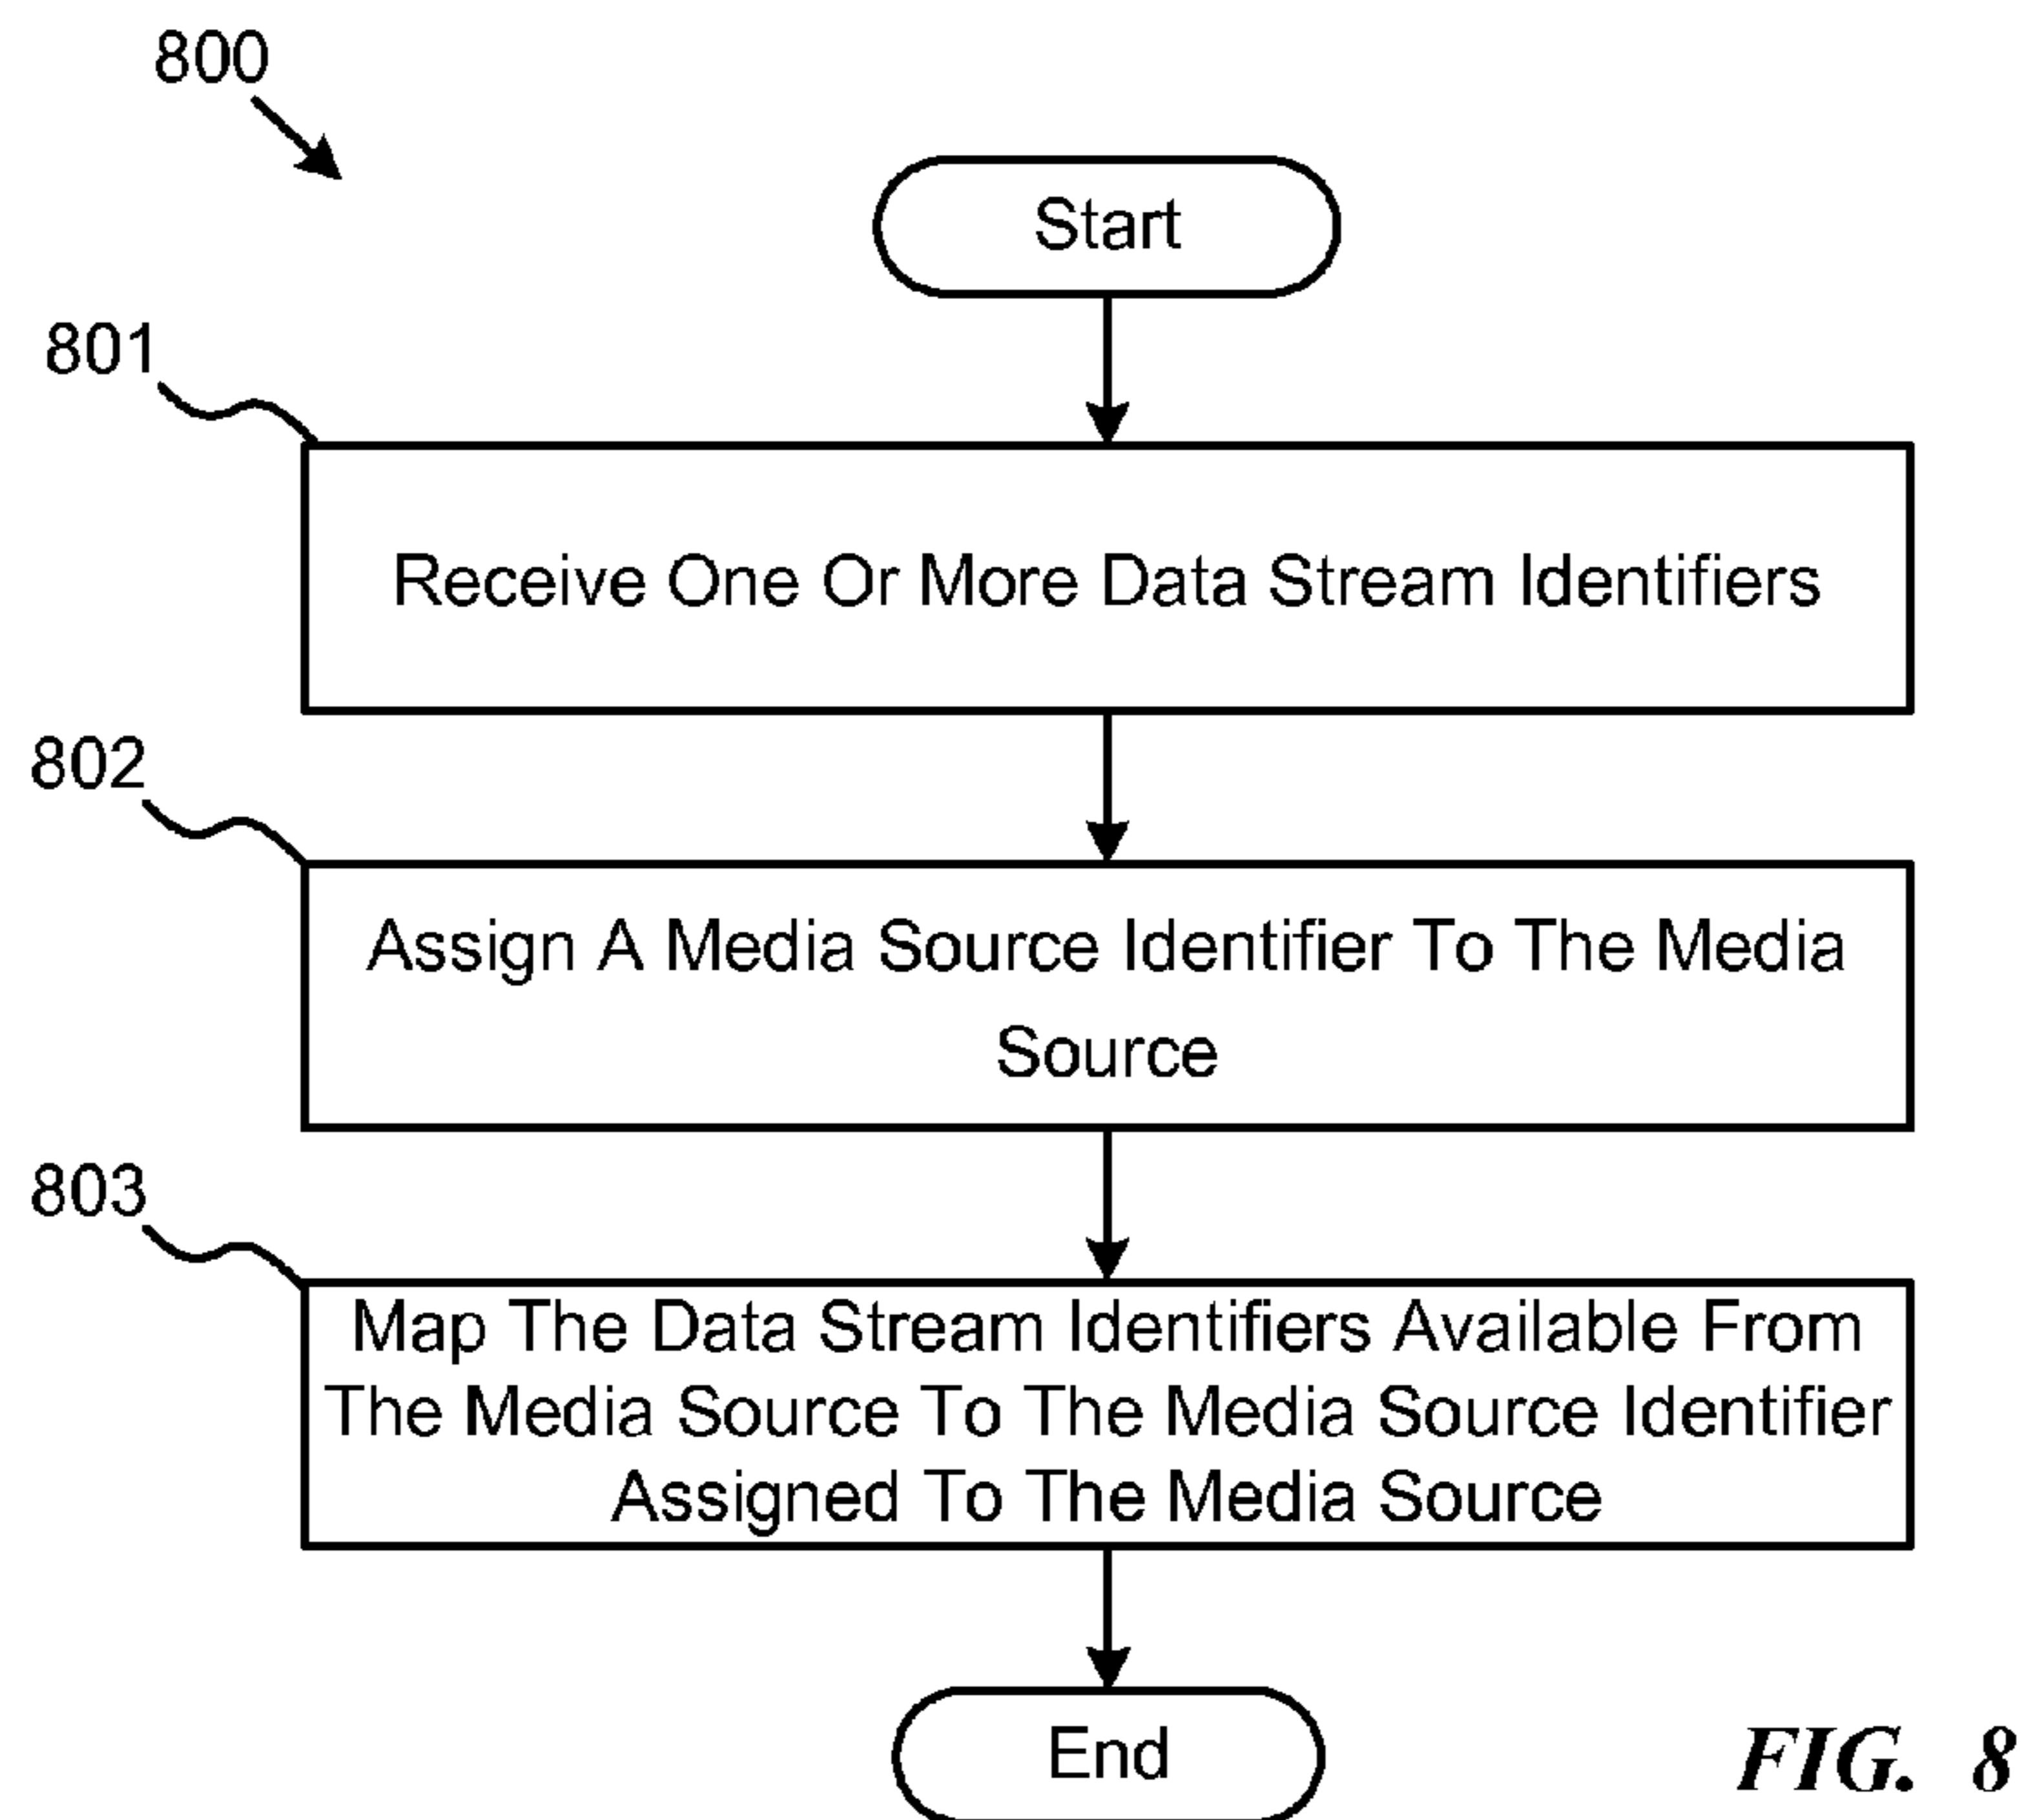 800
Start
801
Receive One Or More Data Stream Identifiers
802
Assign A Media Source Identifier To The Media
Source
803
Map The Data Stream Identifiers Available From
The Media Source To The Media Source Identifier
Assigned To The Media Source
End
FIG. 8